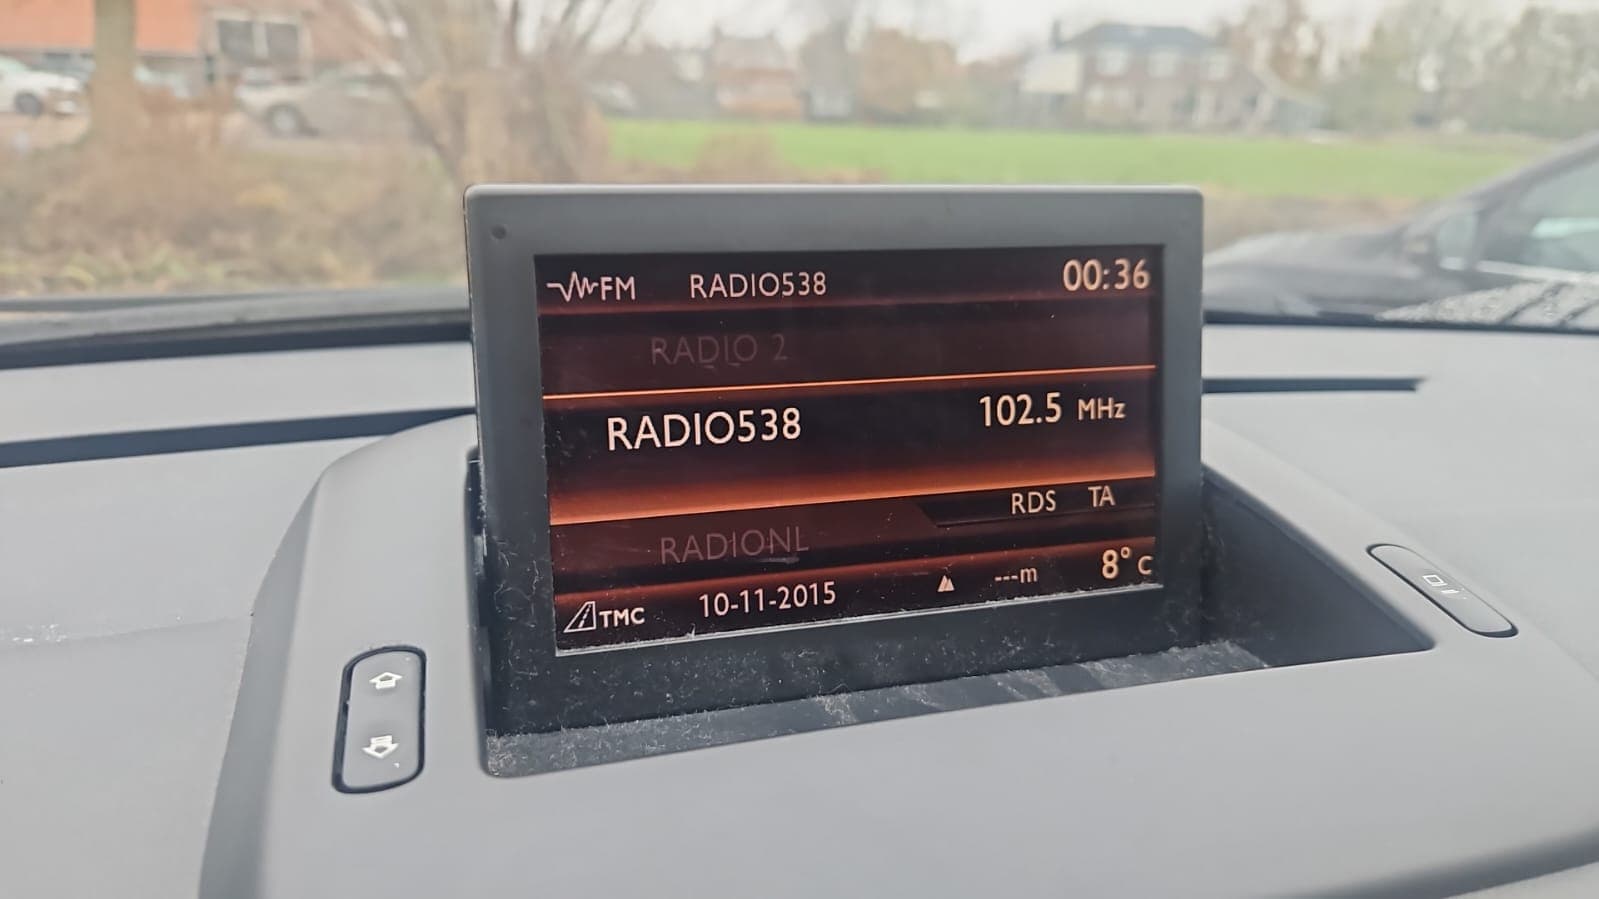 FM RADIO538 00:36
RADIO 2
RADIO538 102.5 MHz
RDS TA
RADIONL
TMC 10-11-2015 ---m 8°C